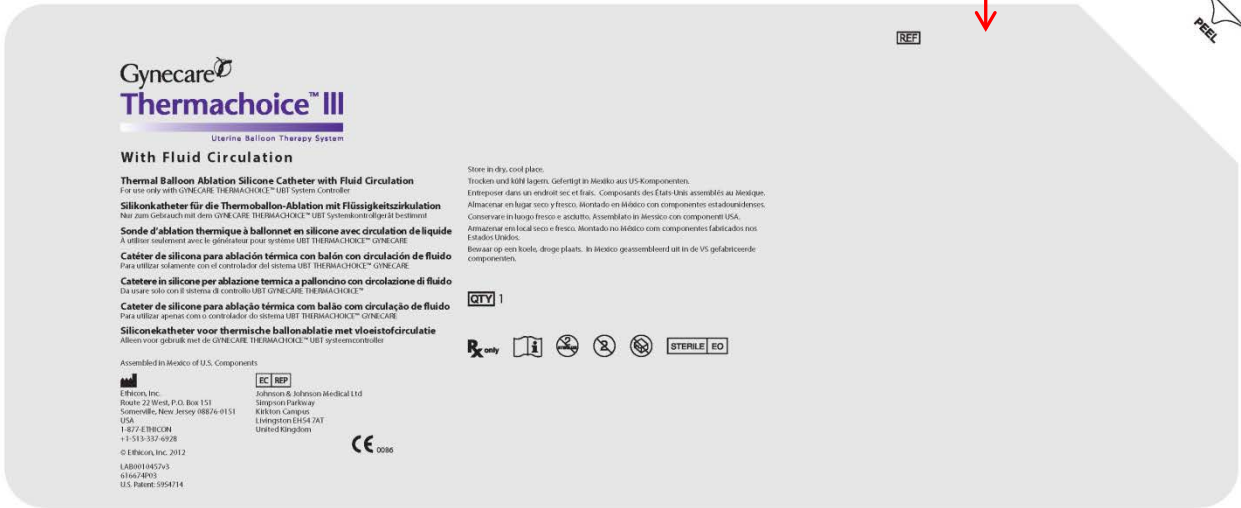 PEEL
REF
Gynecare
Thermachoice™ III
Uterine Balloon Therapy System
With Fluid Circulation
Thermal Balloon Ablation Silicone Catheter with Fluid Circulation
For use only with GYNECARE THERMACHOICE™ UBT System Controller
Silikonkatheter für die Thermoballon-Ablation mit Flüssigkeitszirkulation
Nur zum Gebrauch mit dem GYNECARE THERMACHOICE™ UBT Systemkontrollgerät bestimmt
Sonde d'ablation thermique à ballonnet en silicone avec circulation de liquide
À utiliser seulement avec le générateur pour système UBT THERMACHOICE™ GYNECARE
Catéter de silicona para ablación térmica con balón con circulación de fluido
Para utilizar solamente con el controlador del sistema UBT THERMACHOICE™ GYNECARE
Catetere in silicone per ablazione termica a palloncino con circolazione di fluido
Da usare solo con il sistema di controllo UBT GYNECARE THERMACHOICE™
Cateter de silicone para ablação térmica com balão com circulação de fluido
Para utilizar apenas com o controlador do sistema UBT THERMACHOICE™ GYNECARE
Siliconekatheter voor thermische ballonablatie met vloeistofcirculatie
Alleen voor gebruik met de GYNECARE THERMACHOICE™ UBT systeemcontroller
Assembled in Mexico of U.S. Components
Ethicon, Inc.
Route 22 West, P.O. Box 151
Somerville, New Jersey 08876-0151
USA
1-877-ETHICON
+1-513-337-6928
© Ethicon, Inc. 2012
LAB0010457v3
616674P03
U.S. Patent: 5954714
EC REP
Johnson & Johnson Medical Ltd
Simpson Parkway
Kirkton Campus
Livingston EH54 7AT
United Kingdom
CE 0086
Store in dry, cool place.
Trocken und kühl lagern. Gefertigt in Mexiko aus US-Komponenten.
Entreposer dans un endroit sec et frais. Composants des États-Unis assemblés au Mexique.
Almacenar en lugar seco y fresco. Montado en México con componentes estadounidenses.
Conservare in luogo fresco e asciutto. Assemblato in Messico con componenti USA.
Armazenar em local seco e fresco. Montado no México com componentes fabricados nos
Estados Unidos.
Bewaar op een koele, droge plaats. In Mexico geassembleerd uit in de VS gefabriceerde
componenten.
QTY 1
Rx only
2
STERILE EO